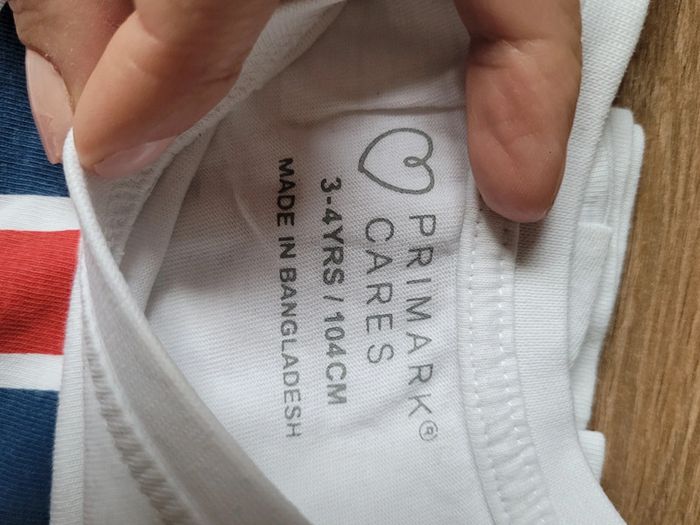 PRIMARK®
CARES
3-4YRS / 104CM
MADE IN BANGLADESH